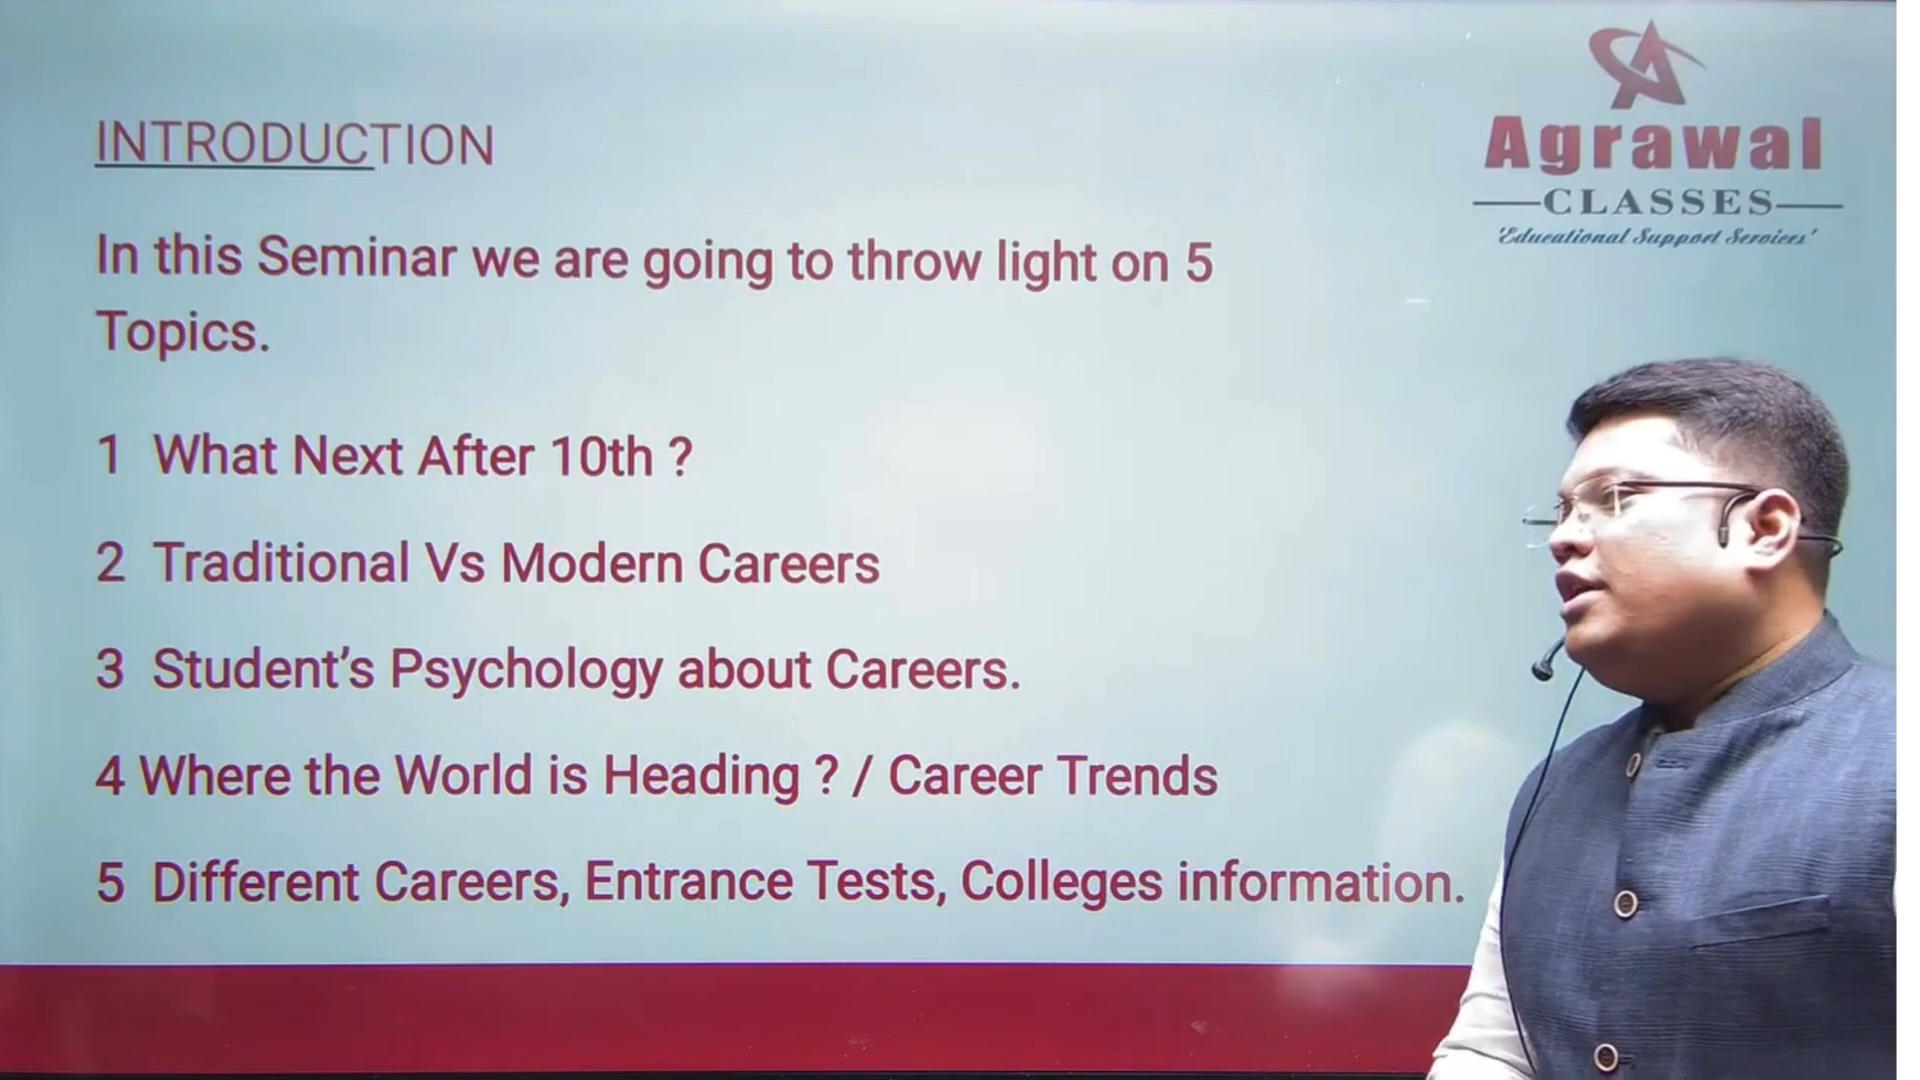 INTRODUCTION
In this Seminar we are going to throw light on 5
Topics.
1 What Next After 10th ?
2 Traditional Vs Modern Careers
3 Student’s Psychology about Careers.
4 Where the World is Heading ? / Career Trends
5 Different Careers, Entrance Tests, Colleges information.
Agrawal
CLASSES
'Educational Support Services'